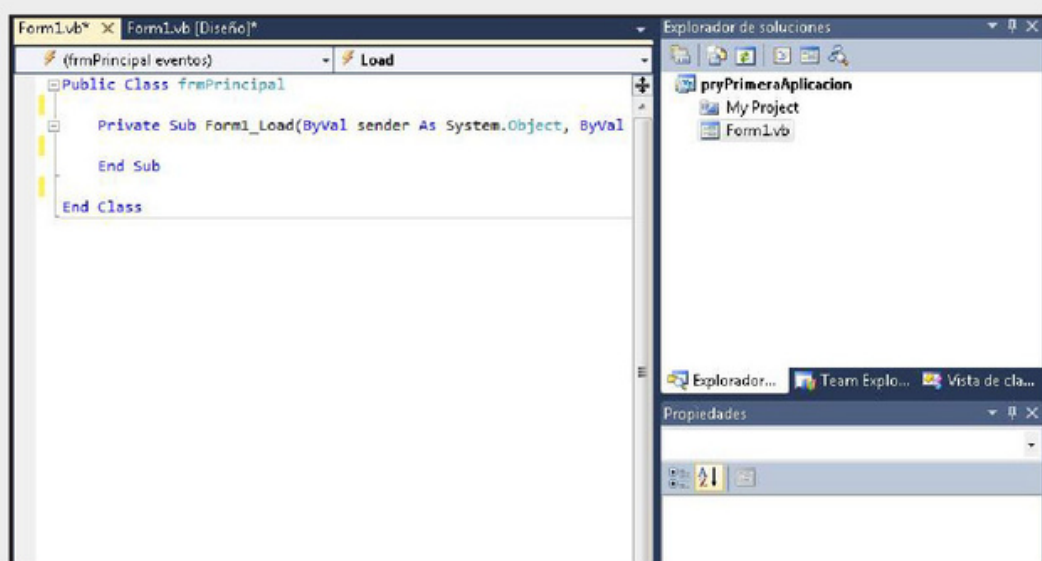 Form1.vb* X Form1.vb [Diseño]*
(frmPrincipal eventos) Load
Public Class frmPrincipal
Private Sub Form1_Load(ByVal sender As System.Object, ByVal
End Sub
End Class
Explorador de soluciones
pryPrimeraAplicacion
My Project
Form1.vb
Explorador... Team Explo... Vista de cla...
Propiedades